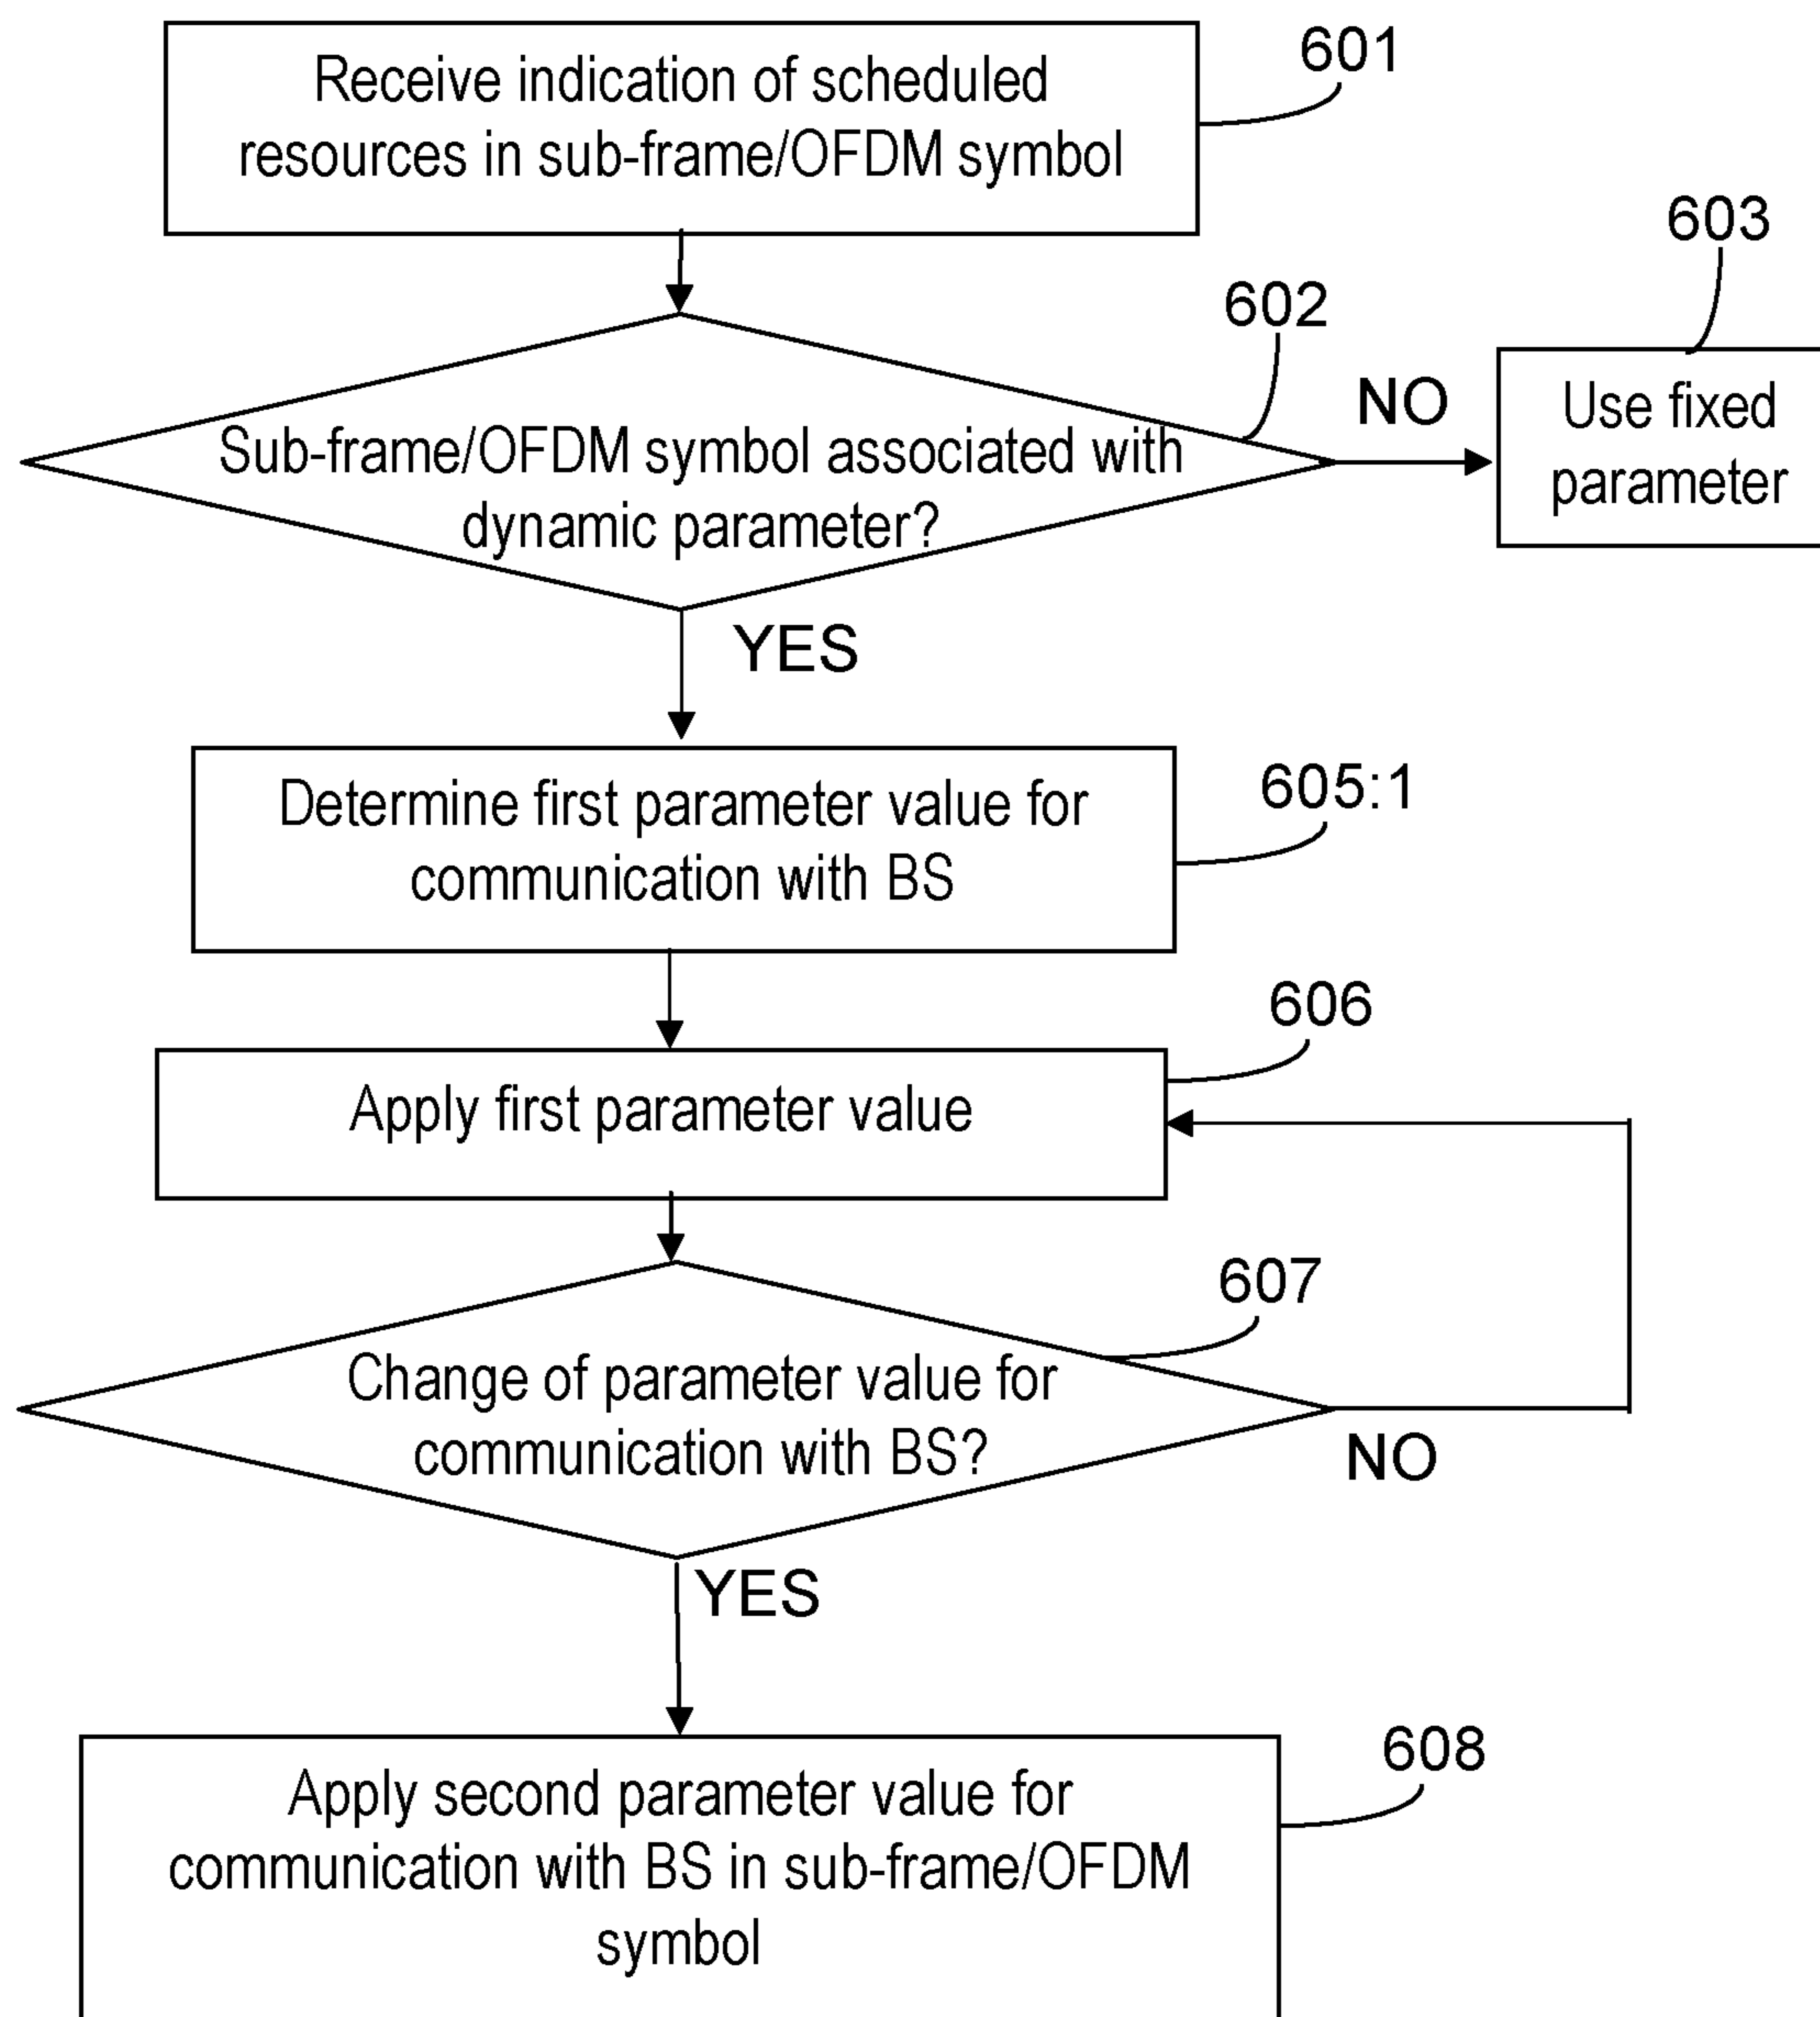 Receive indication of scheduled
resources in sub-frame/OFDM symbol
601
603
602
Sub-frame/OFDM symbol associated with
dynamic parameter?
NO
Use fixed
parameter
YES
Determine first parameter value for
communication with BS
605:1
606
Apply first parameter value
607
Change of parameter value for
communication with BS?
NO
YES
608
Apply second parameter value for
communication with BS in sub-frame/OFDM
symbol